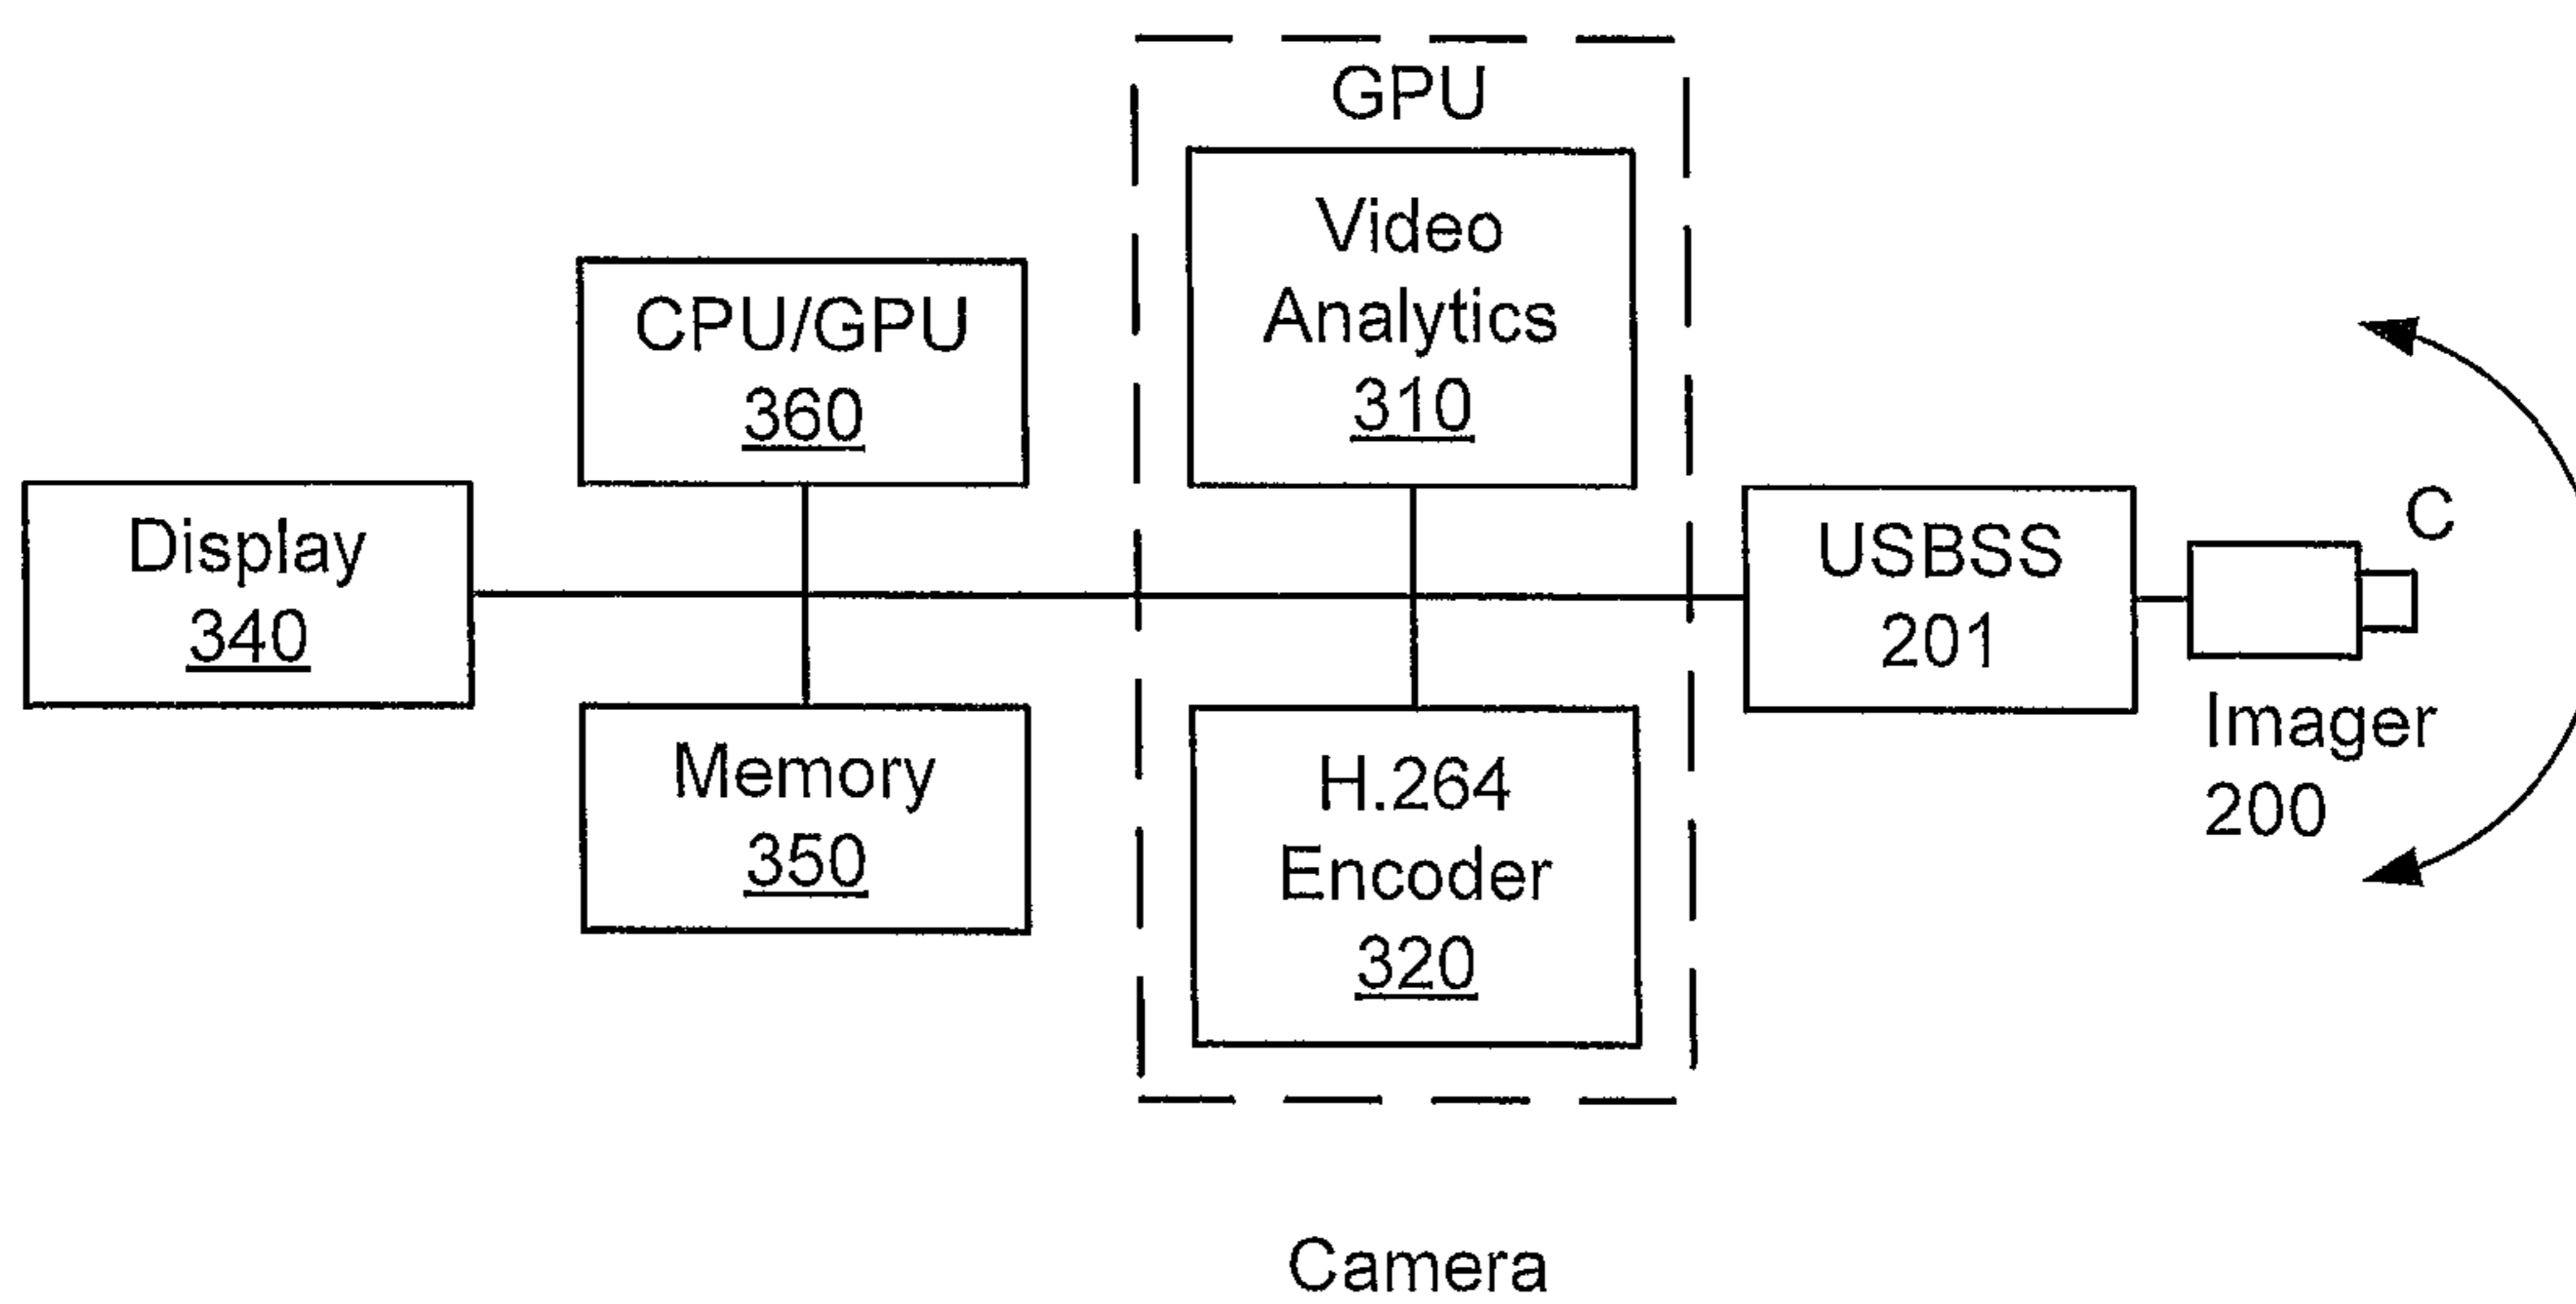 GPU
Video
Analytics
310
CPU/GPU
360
Display
340
Memory
350
H.264
Encoder
320
USBSS
201
C
Imager
200
Camera